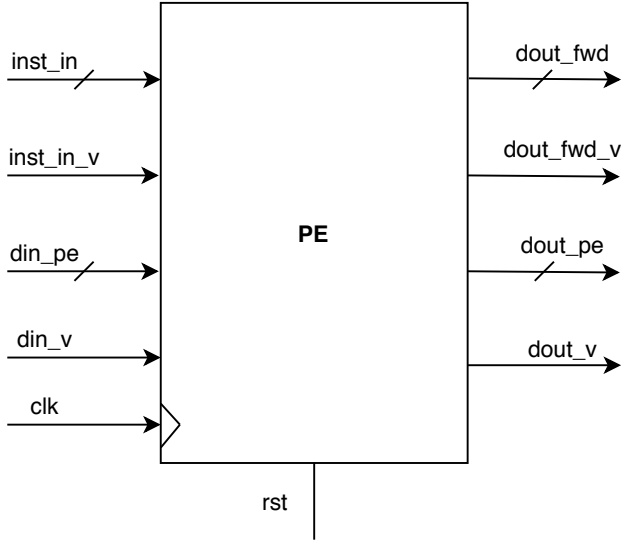 inst_in
dout_fwd
inst_in_v
dout_fwd_v
PE
din_pe
dout_pe
din_v
dout_v
clk
rst